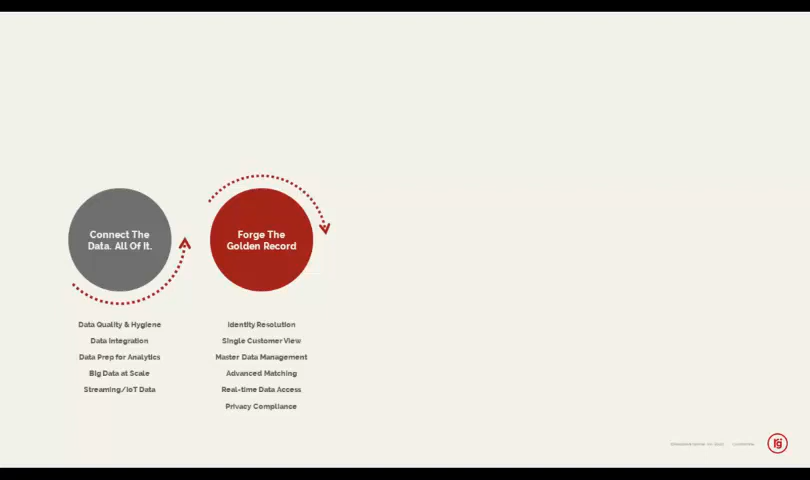 Connect The
Data. All Of It.
Forge The
Golden Record
Data Quality & Hygiene
Data Integration
Data Prep for Analytics
Big Data at Scale
Streaming/IoT Data
Identity Resolution
Single Customer View
Master Data Management
Advanced Matching
Real-time Data Access
Privacy Compliance
rg